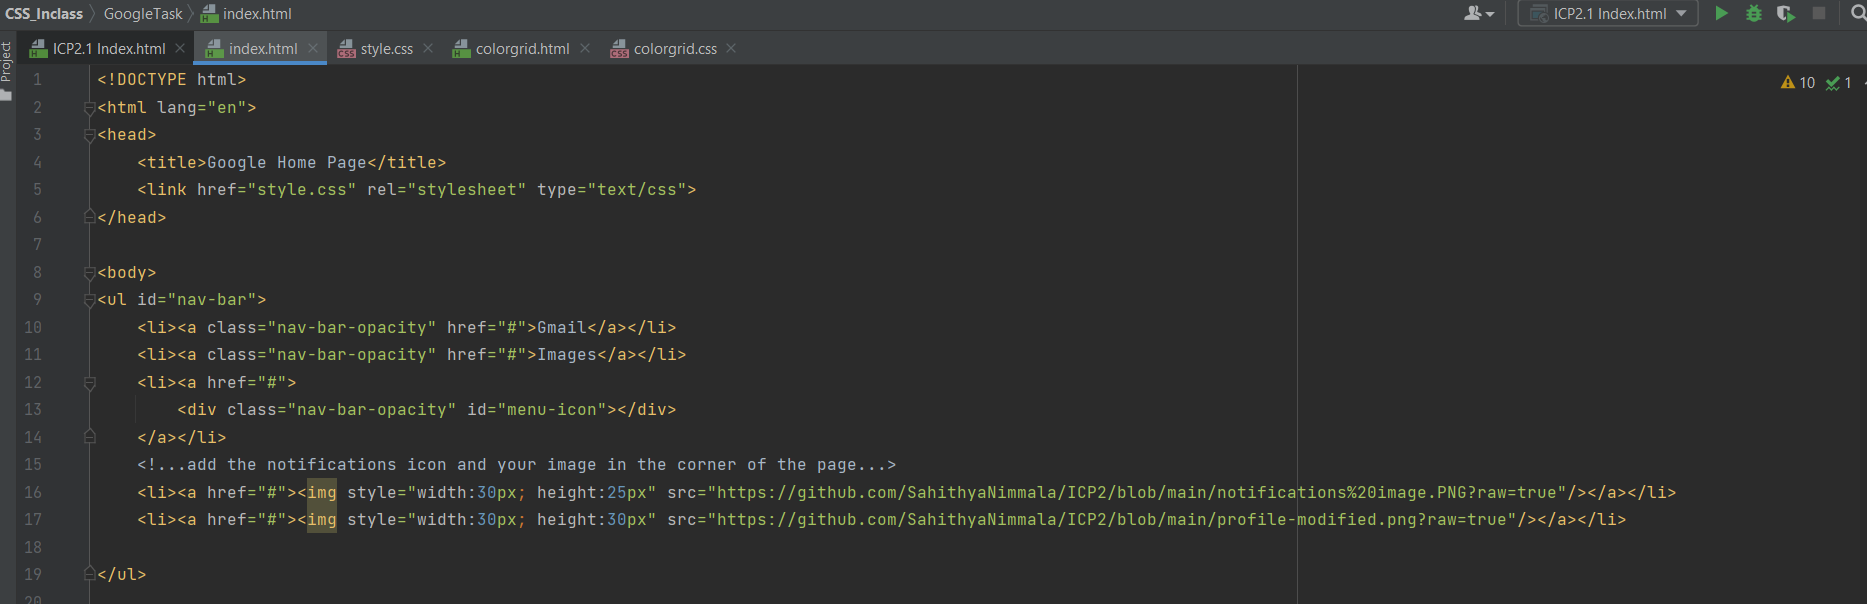 CSS_Inclass GoogleTask index.html ICP2.1 Index.html
ICP2.1 Index.html index.html style.css colorgrid.html colorgrid.css
Project
10 1
1 <!DOCTYPE html>
2 <html lang="en">
3 <head>
4 <title>Google Home Page</title>
5 <link href="style.css" rel="stylesheet" type="text/css">
6 </head>
7
8 <body>
9 <ul id="nav-bar">
10 <li><a class="nav-bar-opacity" href="#">Gmail</a></li>
11 <li><a class="nav-bar-opacity" href="#">Images</a></li>
12 <li><a href="#">
13 <div class="nav-bar-opacity" id="menu-icon"></div>
14 </a></li>
15 <!...add the notifications icon and your image in the corner of the page...>
16 <li><a href="#"><img style="width:30px; height:25px" src="https://github.com/SahithyaNimmala/ICP2/blob/main/notifications%20image.PNG?raw=true"/></a></li>
17 <li><a href="#"><img style="width:30px; height:30px" src="https://github.com/SahithyaNimmala/ICP2/blob/main/profile-modified.png?raw=true"/></a></li>
18
19 </ul>
20